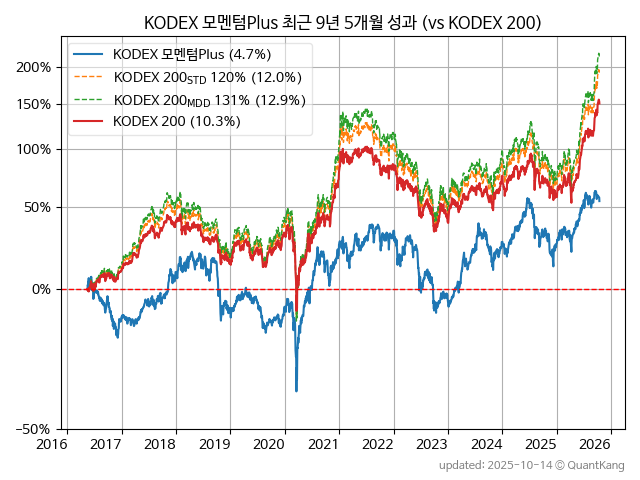 KODEX 모멘텀Plus 최근 9년 5개월 성과 (vs KODEX 200)
KODEX 모멘텀Plus (4.7%)
KODEX 200STD 120% (12.0%)
KODEX 200MDD 131% (12.9%)
KODEX 200 (10.3%)
200%
150%
100%
50%
0%
−50%
2016 2017 2018 2019 2020 2021 2022 2023 2024 2025 2026
updated: 2025-10-14 © QuantKang